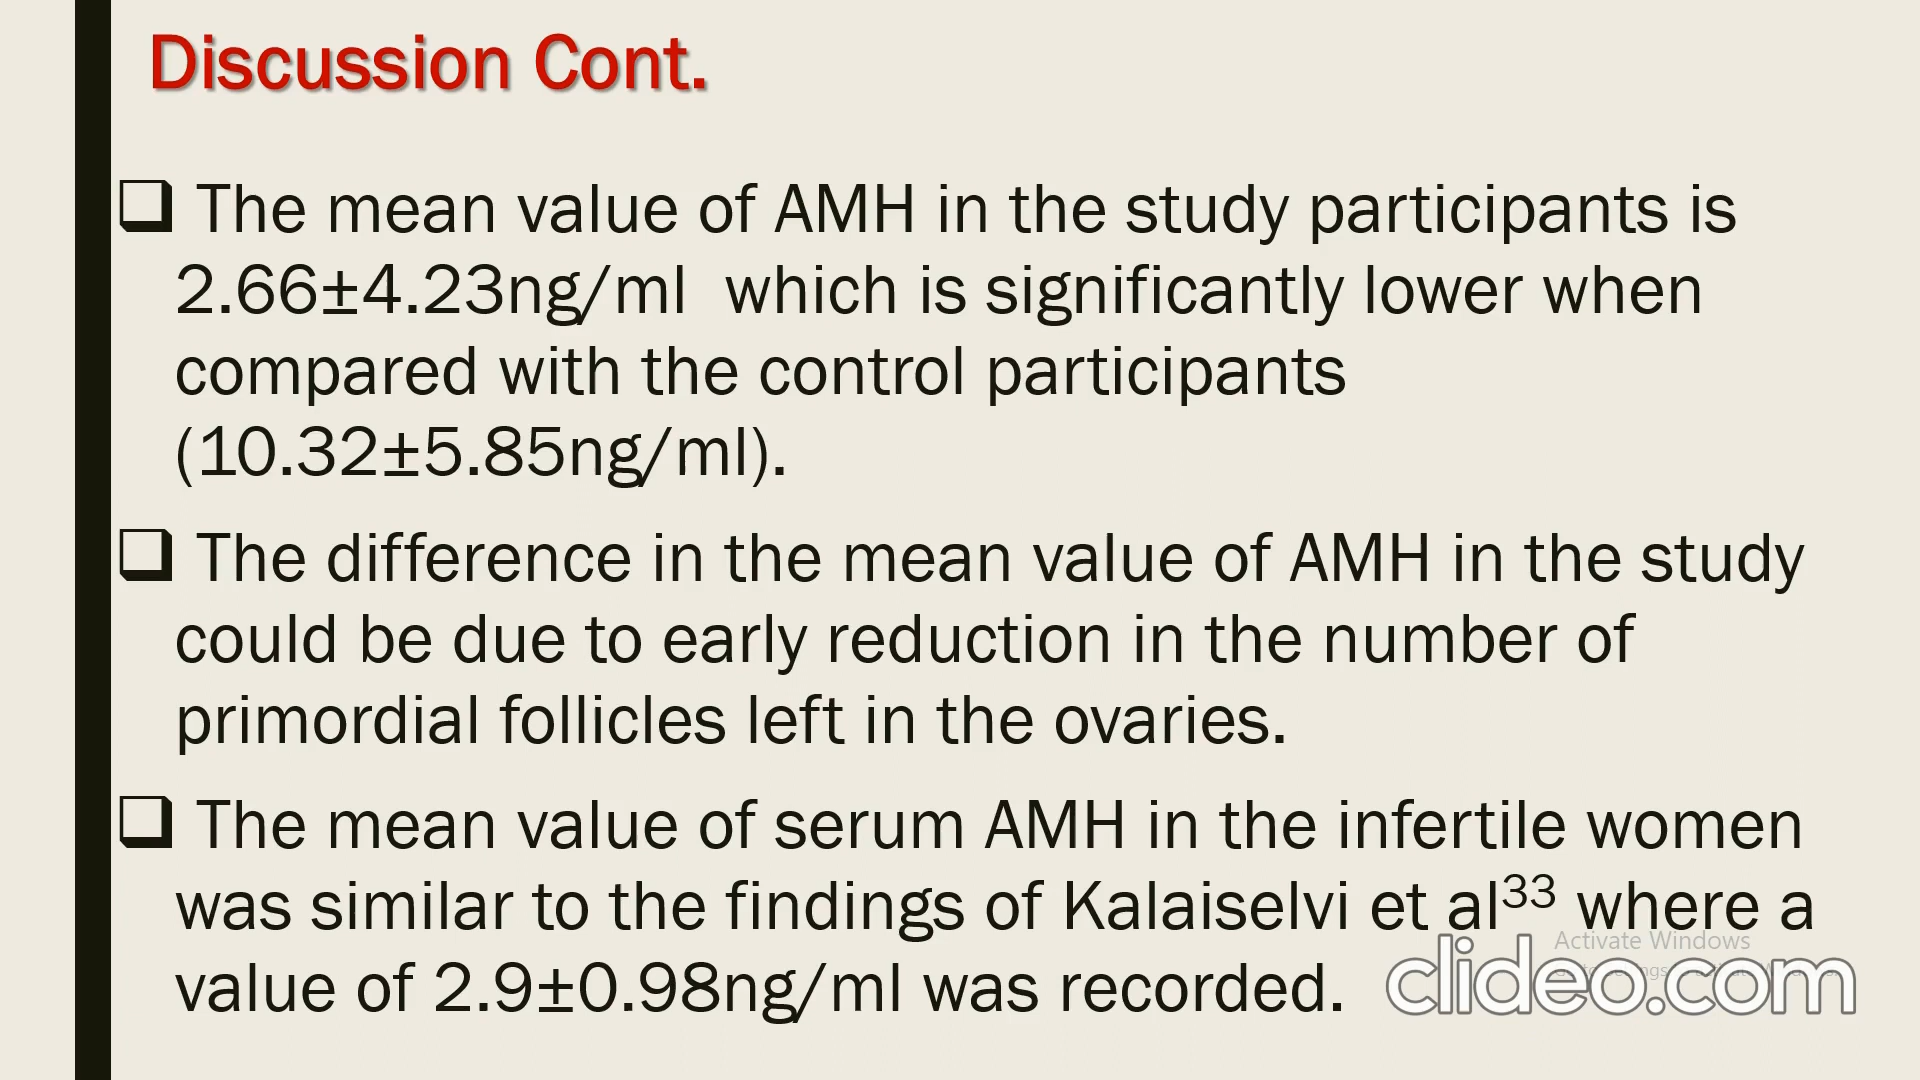 Discussion Cont.
❑ The mean value of AMH in the study participants is
2.66±4.23ng/ml which is significantly lower when
compared with the control participants
(10.32±5.85ng/ml).
❑ The difference in the mean value of AMH in the study
could be due to early reduction in the number of
primordial follicles left in the ovaries.
❑ The mean value of serum AMH in the infertile women
was similar to the findings of Kalaiselvi et al³³ where a
value of 2.9±0.98ng/ml was recorded.
Activate Windows
clideo.com